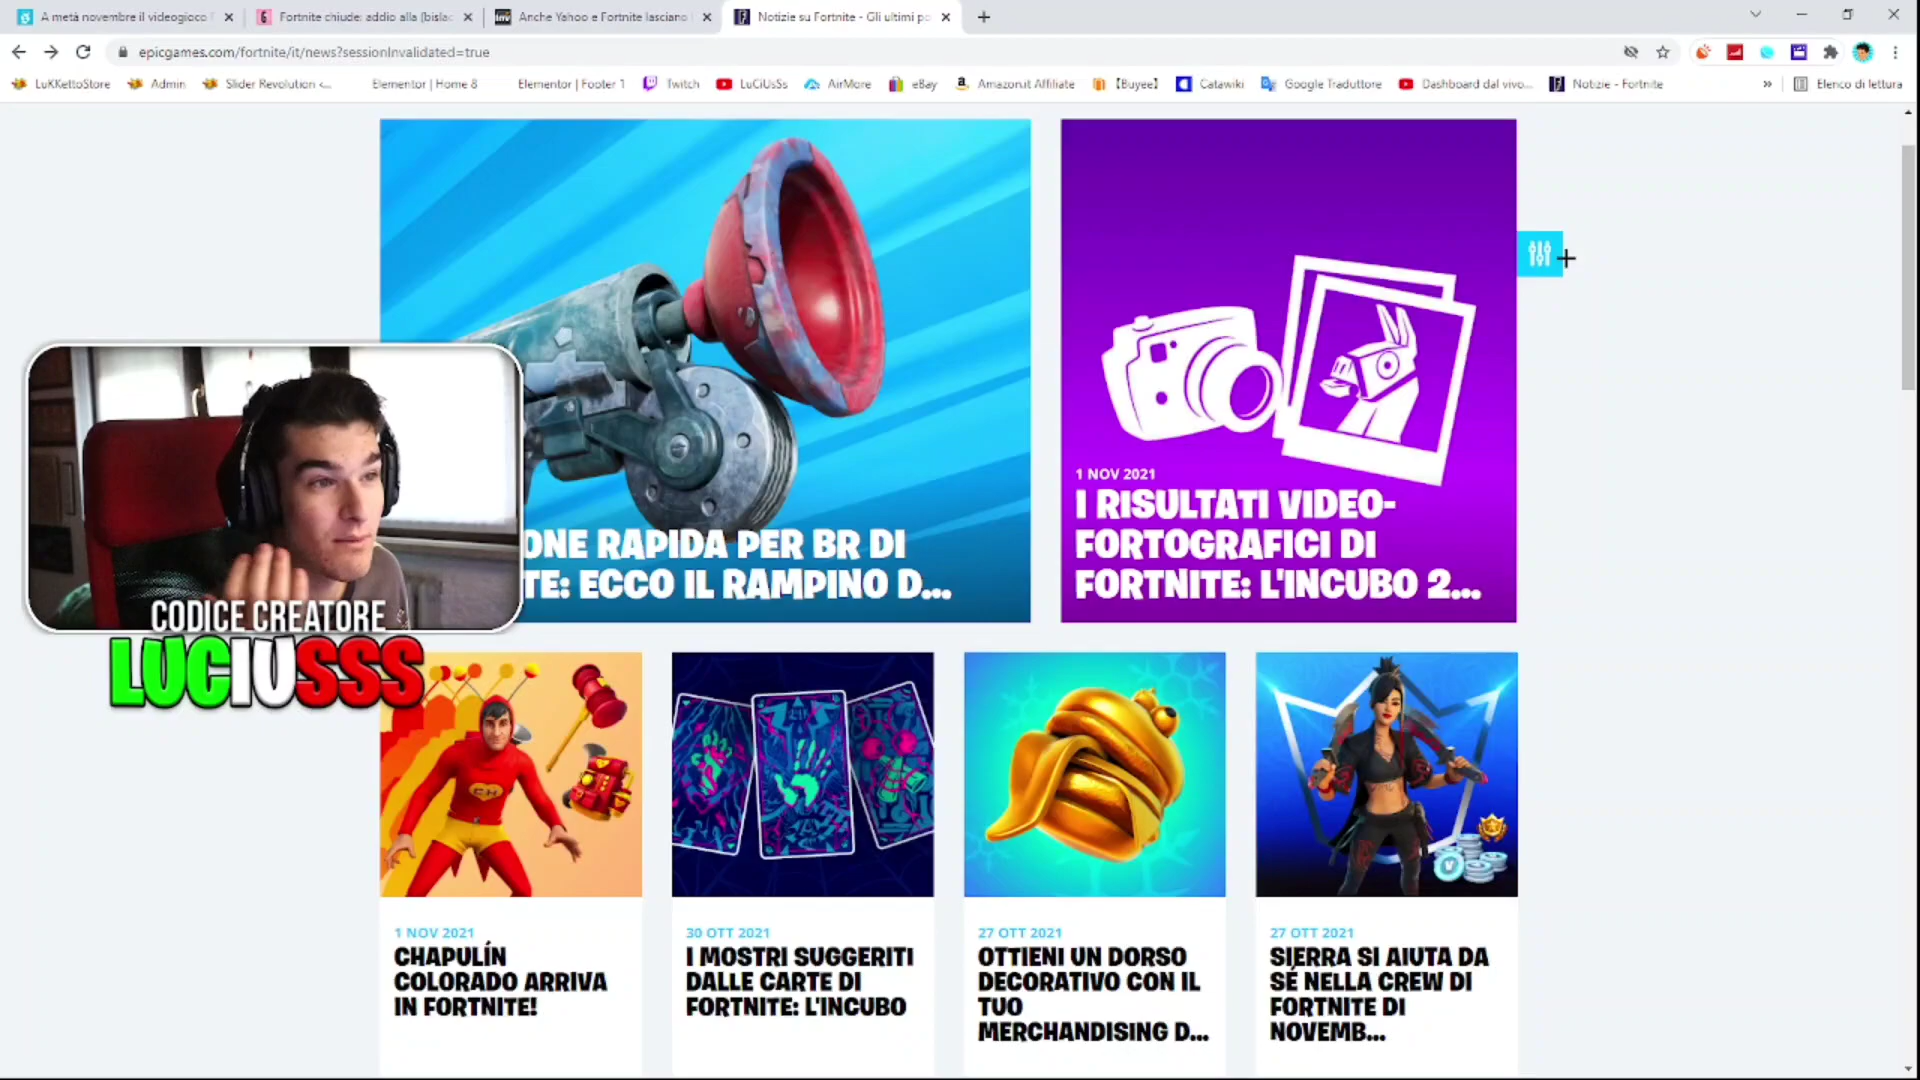 A metà novembre il videogioco
Fortnite chiude: addio alla (bislac
Anche Yahoo e Fortnite lasciano
Notizie su Fortnite - Gli ultimi po
epicgames.com/fortnite/it/news?sessionInvalidated=true
LuKKettoStore
Admin
Slider Revolution <...
Elementor | Home 8
Elementor | Footer 1
Twitch
LuCiUsSs
AirMore
eBay
Amazon.it Affiliate
【Buyee】
Catawiki
Google Traduttore
Dashboard dal vivo...
Notizie - Fortnite
»
Elenco di lettura
ONE RAPIDA PER BR DI
TE: ECCO IL RAMPINO D...
1 NOV 2021
I RISULTATI VIDEO-
FORTOGRAFICI DI
FORTNITE: L'INCUBO 2...
CODICE CREATORE
LUCIUSSS
CH
1 NOV 2021
CHAPULÍN
COLORADO ARRIVA
IN FORTNITE!
30 OTT 2021
I MOSTRI SUGGERITI
DALLE CARTE DI
FORTNITE: L'INCUBO
27 OTT 2021
OTTIENI UN DORSO
DECORATIVO CON IL
TUO
MERCHANDISING D...
27 OTT 2021
SIERRA SI AIUTA DA
SÉ NELLA CREW DI
FORTNITE DI
NOVEMB...